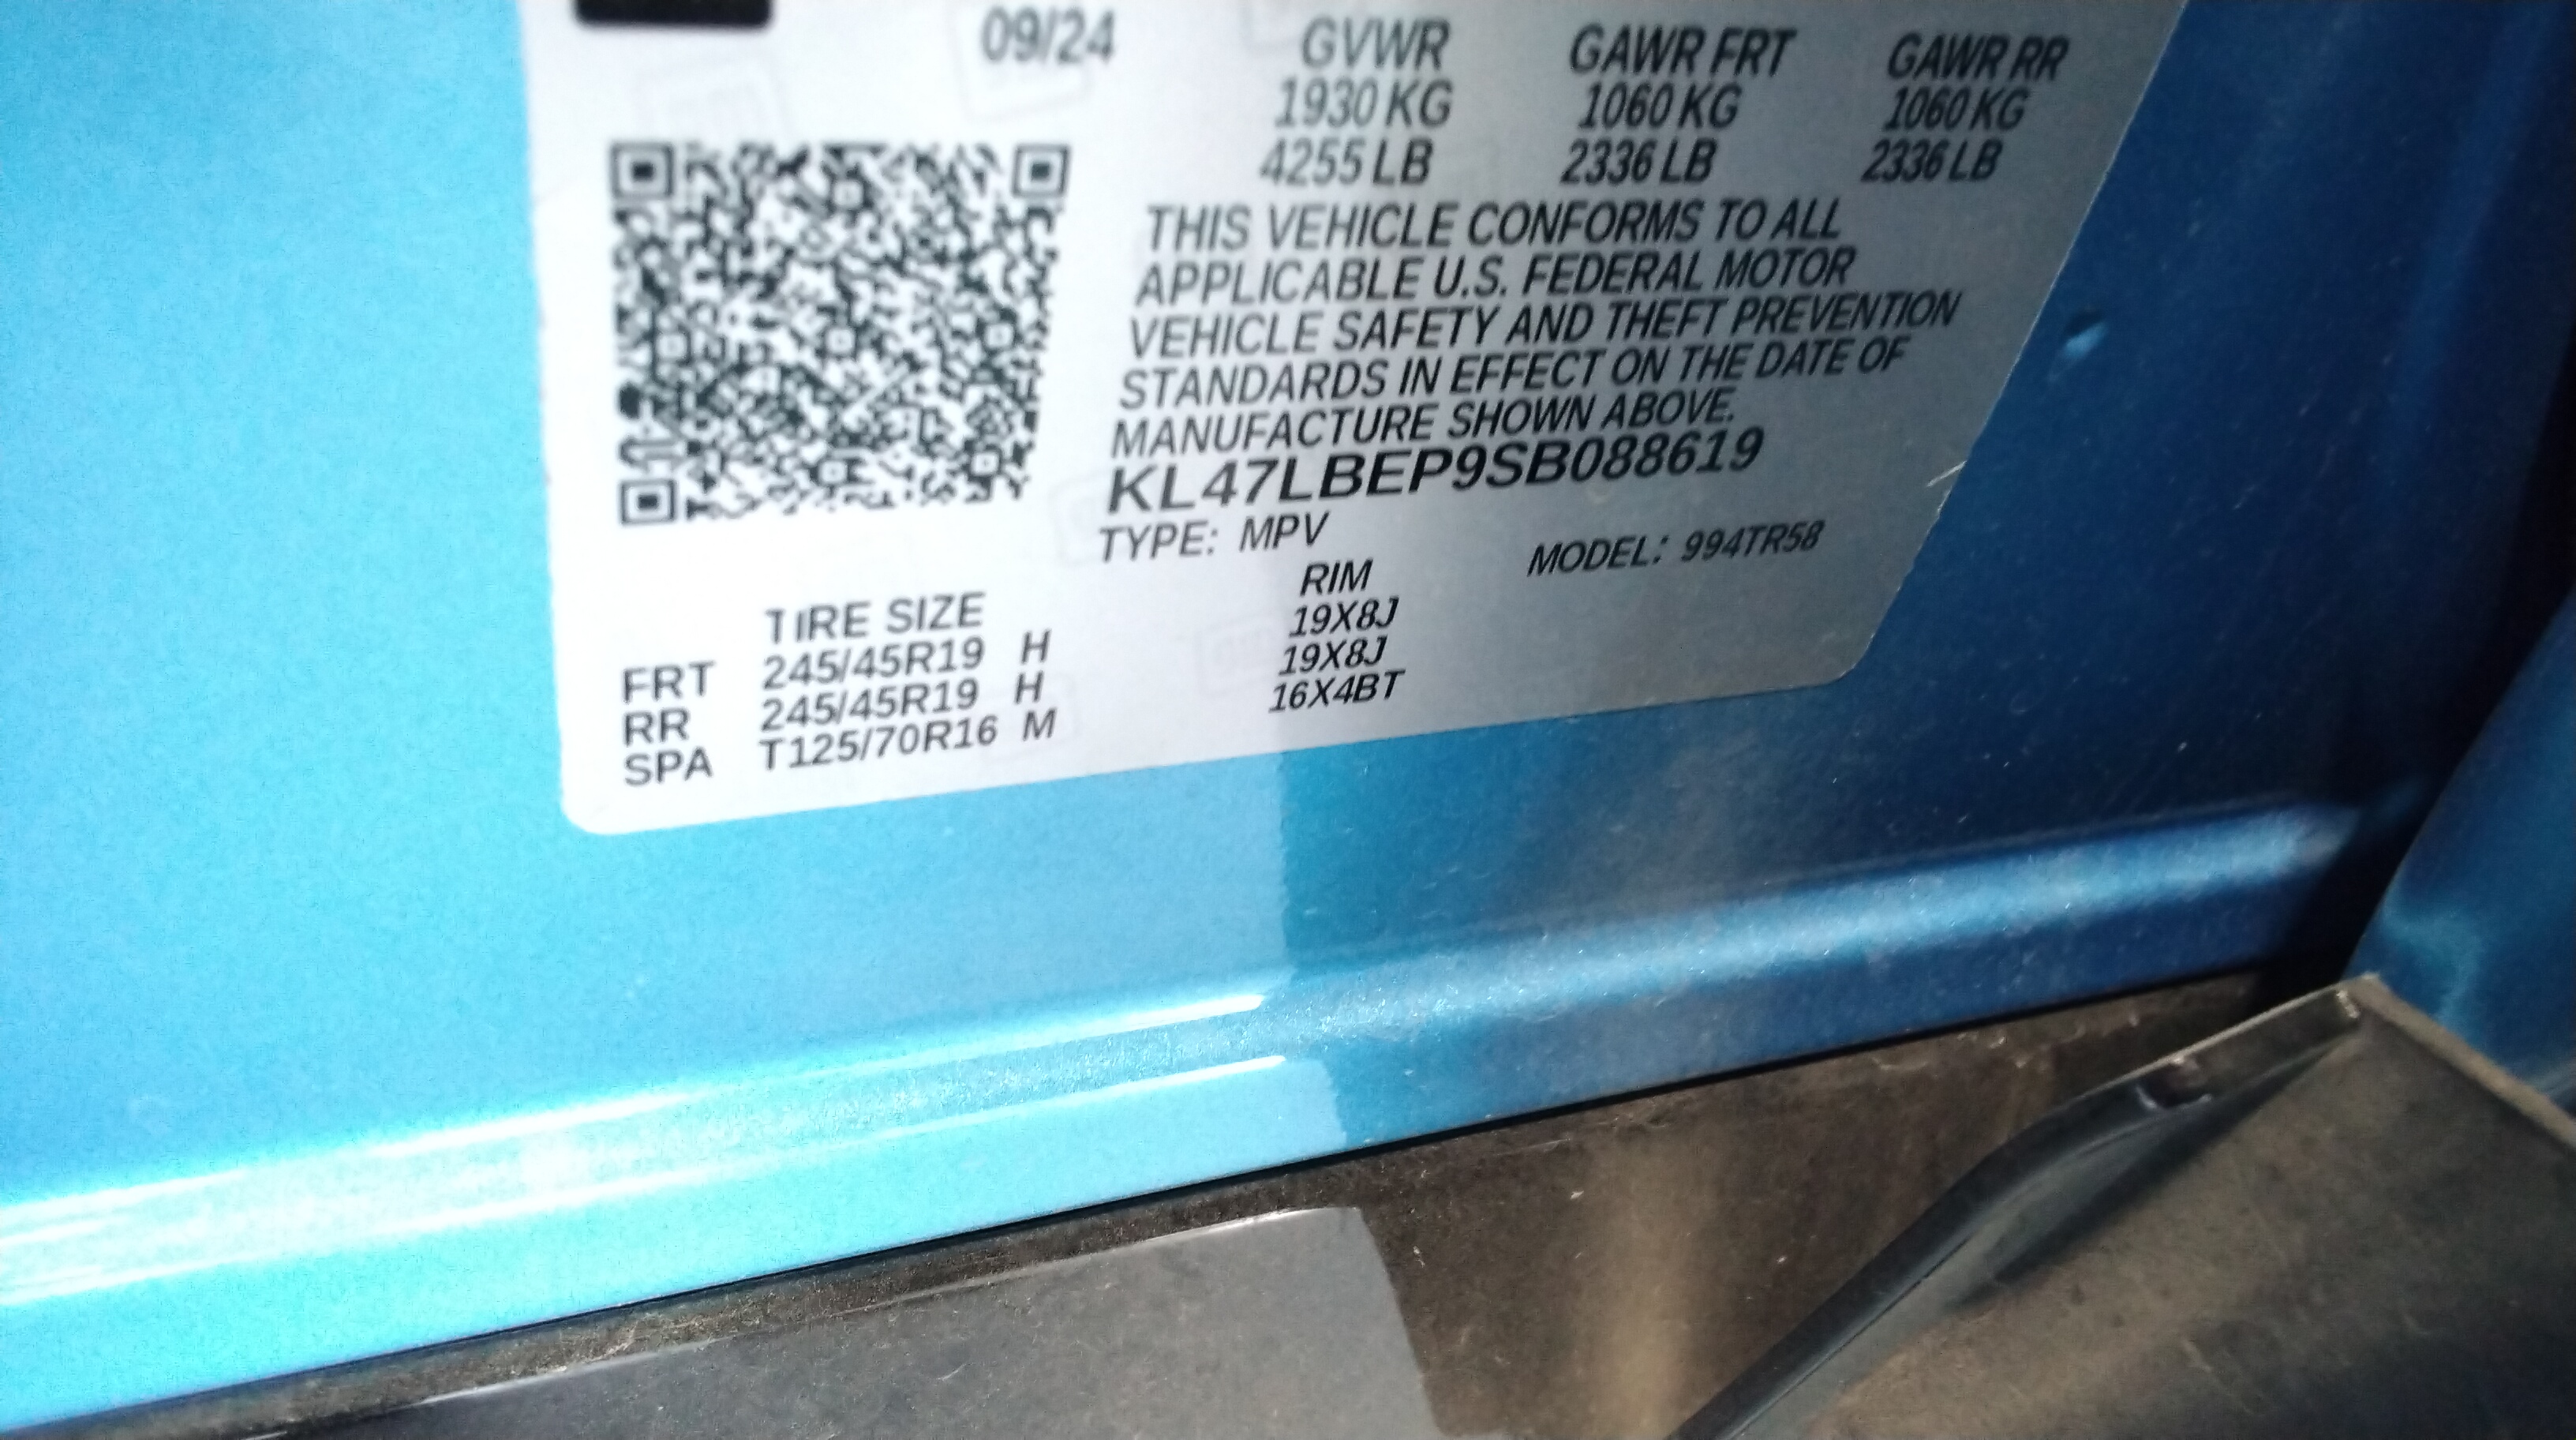 09/24 GVWR GAWR FRT GAWR RR
1930 KG 1060 KG 1060 KG
4255 LB 2336 LB 2336 LB
THIS VEHICLE CONFORMS TO ALL
APPLICABLE U.S. FEDERAL MOTOR
VEHICLE SAFETY AND THEFT PREVENTION
STANDARDS IN EFFECT ON THE DATE OF
MANUFACTURE SHOWN ABOVE.
KL47LBEP9SB088619
TYPE: MPV MODEL: 994TR58
TIRE SIZE RIM
FRT 245/45R19 H 19X8J
RR 245/45R19 H 19X8J
SPA T125/70R16 M 16X4BT